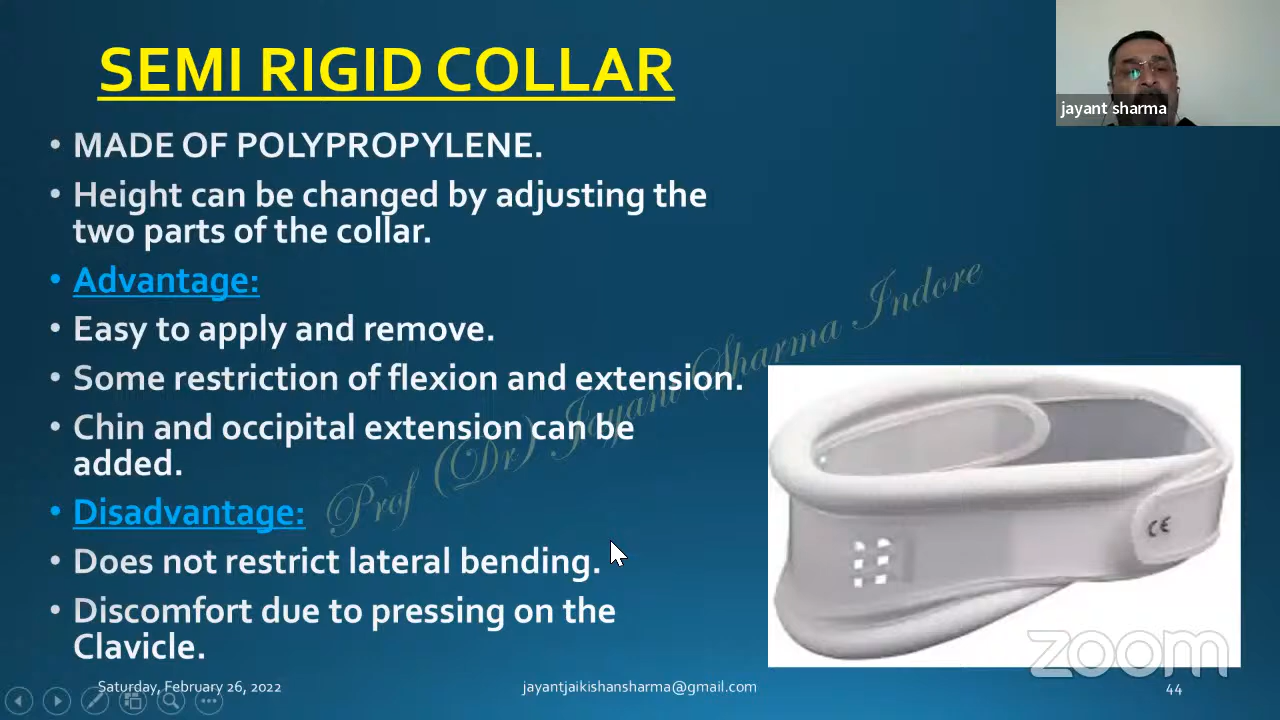 SEMI RIGID COLLAR
jayant sharma
• MADE OF POLYPROPYLENE.
• Height can be changed by adjusting the
two parts of the collar.
• Advantage:
• Easy to apply and remove.
• Some restriction of flexion and extension.
• Chin and occipital extension can be
added.
• Disadvantage:
• Does not restrict lateral bending.
• Discomfort due to pressing on the
Clavicle.
Prof (Dr) Jayant Sharma Indore
CE
zoom
Saturday, February 26, 2022
jayantjaikishansharma@gmail.com
44